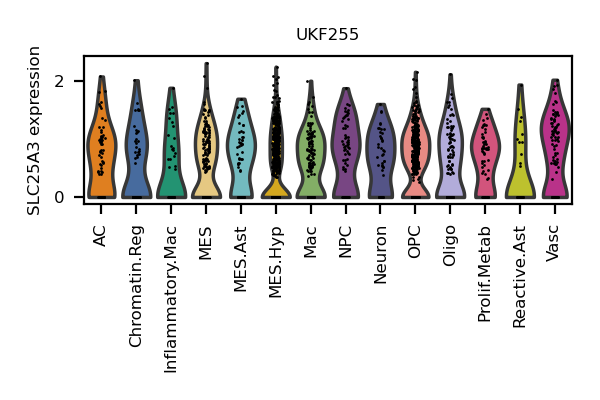 UKF255
SLC25A3 expression
2
0
AC
Chromatin.Reg
Inflammatory.Mac
MES
MES.Ast
MES.Hyp
Mac
NPC
Neuron
OPC
Oligo
Prolif.Metab
Reactive.Ast
Vasc